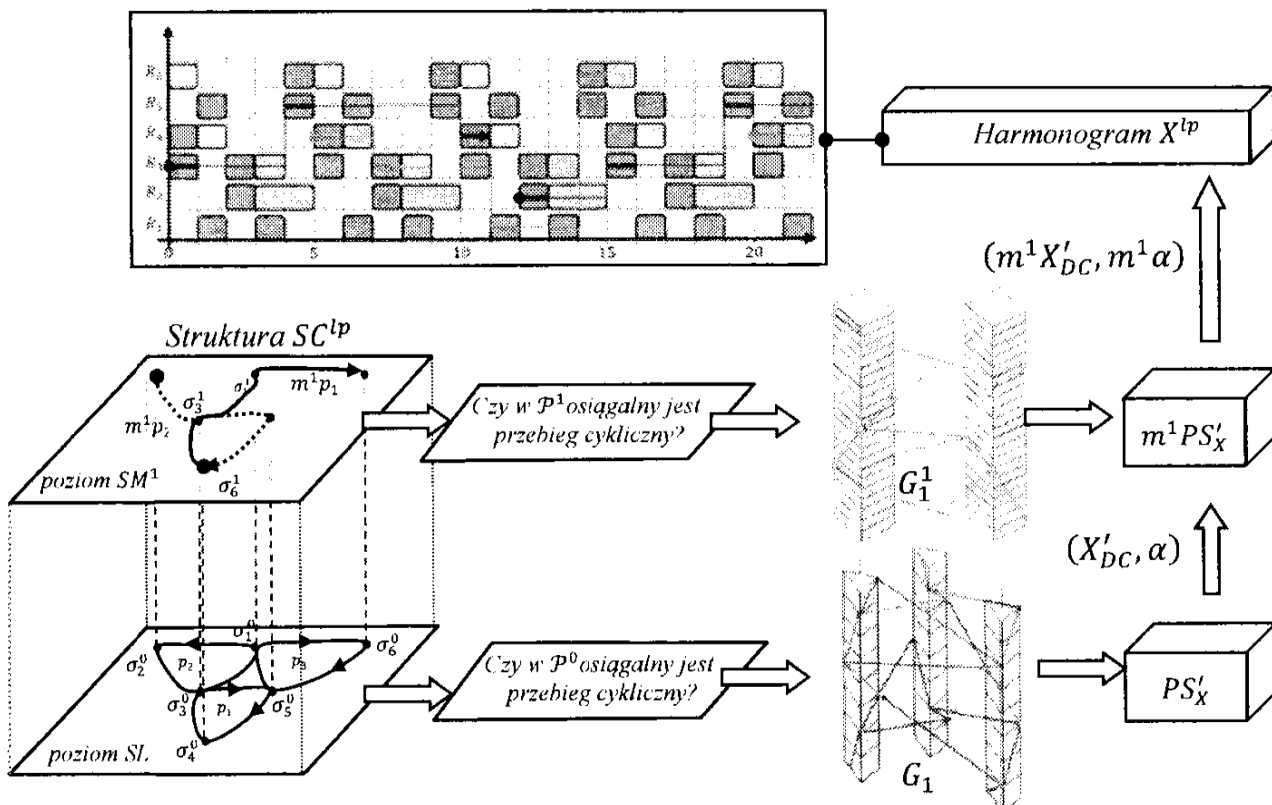 0 5 10 15 20
Harmonogram X^{lp}
(m^1X'_{DC}, m^1α)
Struktura SC^{lp}
m^1p_1
σ_3^1
m^1p_2
σ_6^1
poziom SM^1
Czy w P^1 osiągalny jest
przebieg cykliczny?
G_1^1
m^1PS'_X
(X'_{DC}, α)
σ_1^0
σ_2^0
p_2
p_3
σ_6^0
σ_3^0
p_1
σ_5^0
σ_4^0
poziom SL
Czy w P^0 osiągalny jest
przebieg cykliczny?
G_1
PS'_X